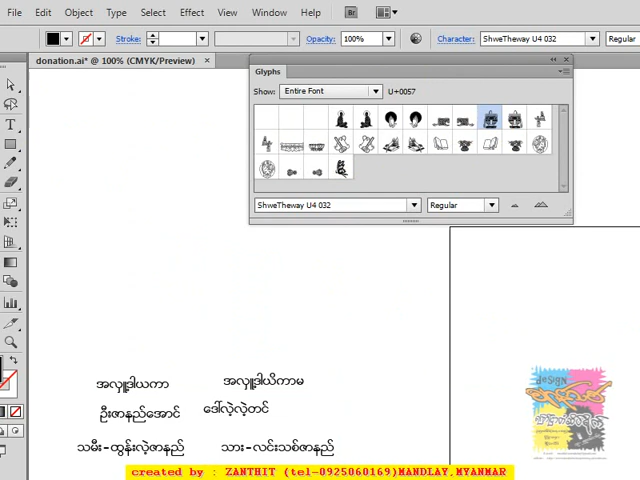 File Edit Object Type Select Effect View Window Help Br
Stroke: Opacity: 100% Character: ShweTheway U4 032 Regular
donation.ai* @ 100% (CMYK/Preview) ×
Glyphs
Show: Entire Font U+0057
ShweTheway U4 032 Regular
အလှူ့ဒါယကာ အလှူ့ဒါယိကာမ
ဦးဇာနည်အောင် ဒေါ်လဲ့လဲ့တင်
သမီး-ထွန်းလဲ့ဇာနည် သား-လင်းသစ်ဇာနည်
deSiGN
created by : ZANTHIT (tel-0925060169)MANDLAY,MYANMAR